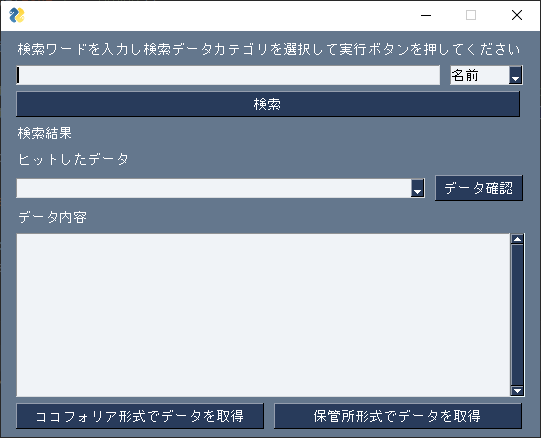 検索ワードを入力し検索データカテゴリを選択して実行ボタンを押してください
名前
検索
検索結果
ヒットしたデータ
データ確認
データ内容
ココフォリア形式でデータを取得
保管所形式でデータを取得